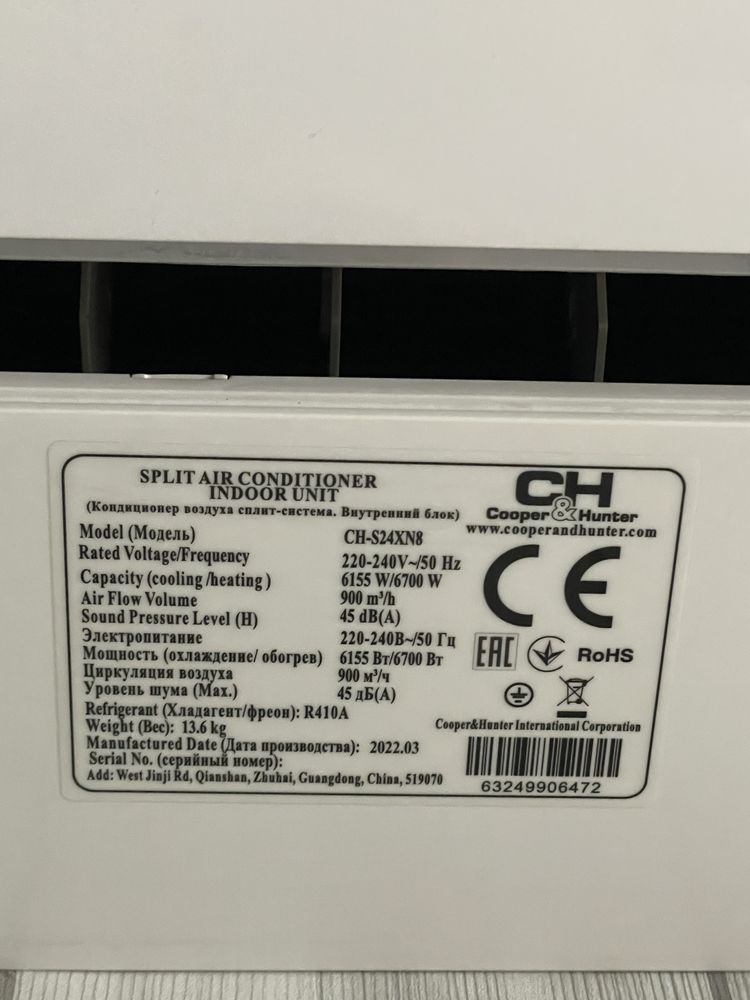 SPLIT AIR CONDITIONER
INDOOR UNIT
(Кондиционер воздуха сплит-система. Внутренний блок)
CH
Cooper&Hunter
www.cooperandhunter.com
Model (Модель) CH-S24XN8
Rated Voltage/Frequency 220-240V~/50 Hz
Capacity (cooling /heating ) 6155 W/6700 W
Air Flow Volume 900 m³/h
Sound Pressure Level (H) 45 dB(A)
Электропитание 220-240В~/50 Гц
Мощность (охлаждение/ обогрев) 6155 Вт/6700 Вт
Циркуляция воздуха 900 м³/ч
Уровень шума (Max.) 45 дБ(A)
Refrigerant (Хладагент/фреон): R410A
Weight (Вес): 13.6 kg
Manufactured Date (Дата производства): 2022.03
Serial No. (серийный номер):
Add: West Jinji Rd, Qianshan, Zhuhai, Guangdong, China, 519070
CE
EAC RoHS
Cooper&Hunter International Corporation
63249906472